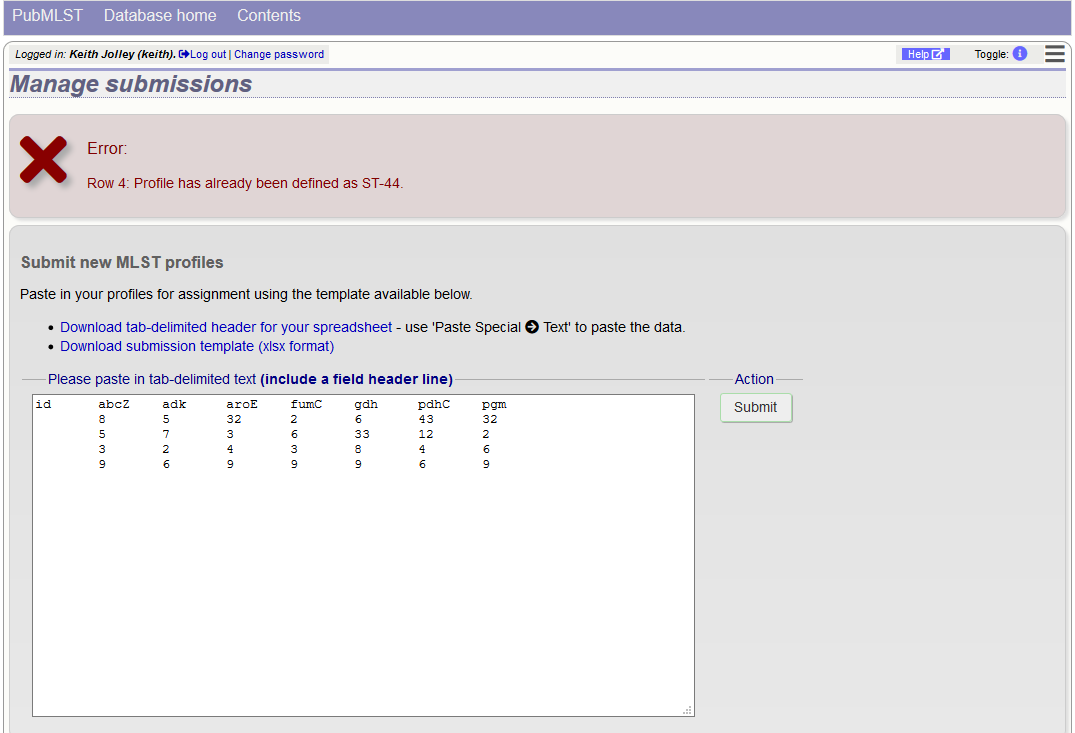 PubMLST Database home Contents
Logged in: Keith Jolley (keith). Log out | Change password Help Toggle: i
Manage submissions
Error:
Row 4: Profile has already been defined as ST-44.
Submit new MLST profiles
Paste in your profiles for assignment using the template available below.
• Download tab-delimited header for your spreadsheet - use 'Paste Special Text' to paste the data.
• Download submission template (xlsx format)
Please paste in tab-delimited text (include a field header line) Action
id abcZ adk aroE fumC gdh pdhC pgm Submit
8 5 32 2 6 43 32
5 7 3 6 33 12 2
3 2 4 3 8 4 6
9 6 9 9 9 6 9